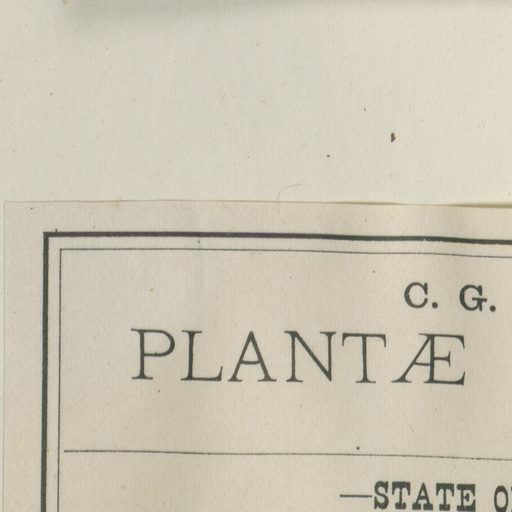 C. G.
PLANTÆ
—STATE